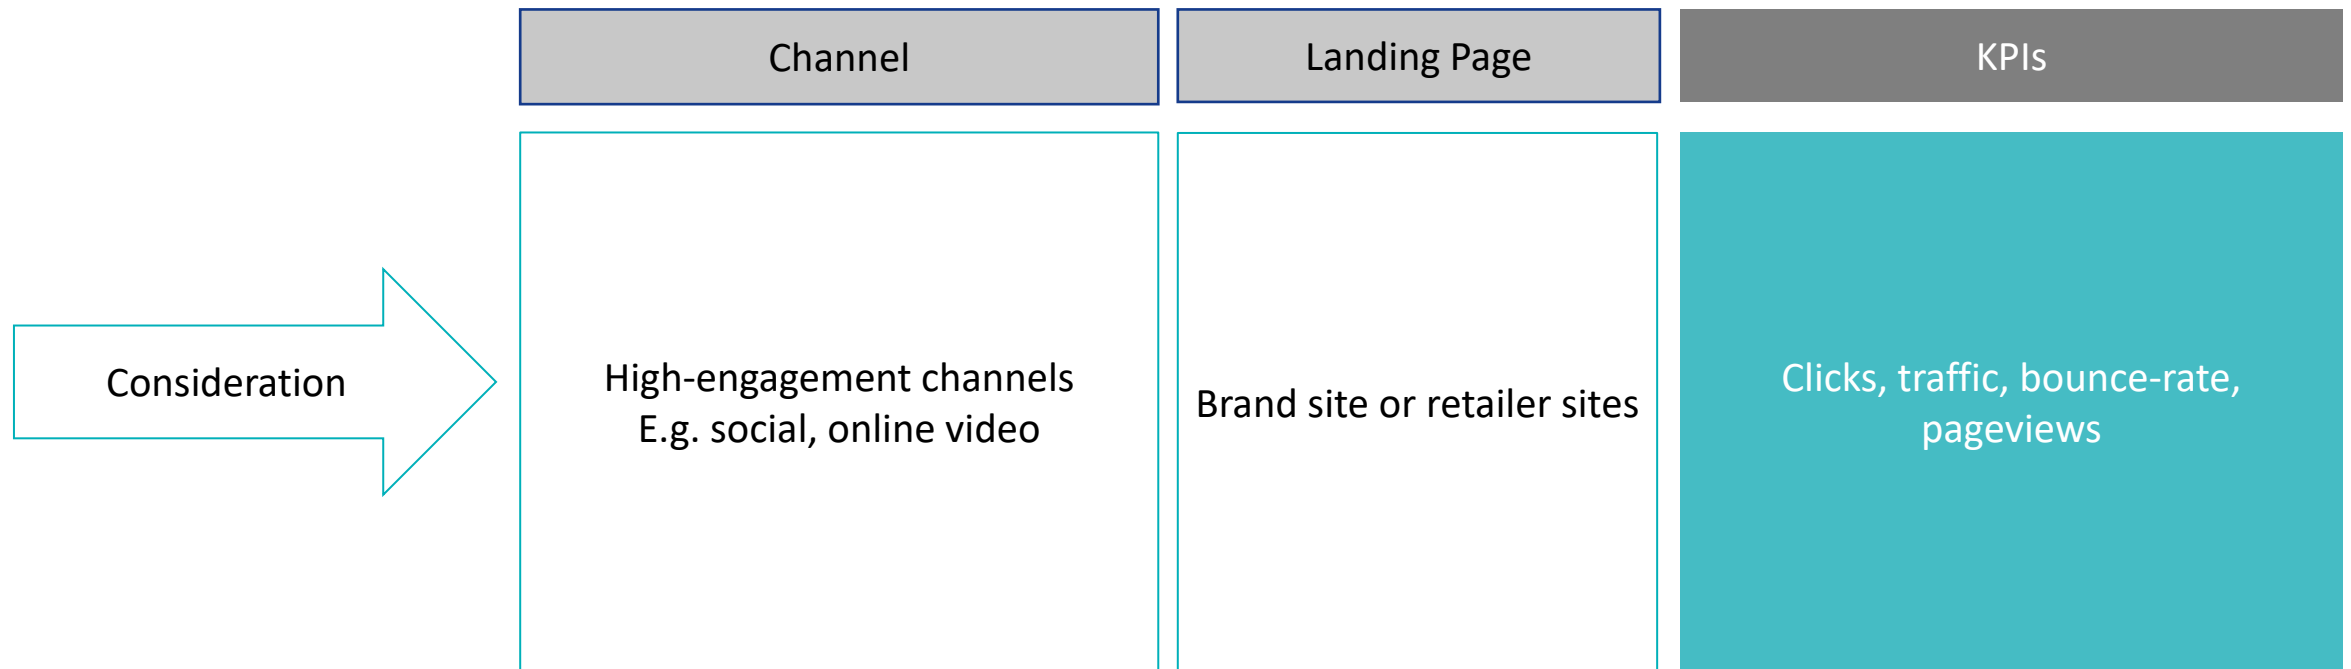 Channel
Landing Page
KPIs
Consideration
High-engagement channels
E.g. social, online video
Brand site or retailer sites
Clicks, traffic, bounce-rate,
pageviews